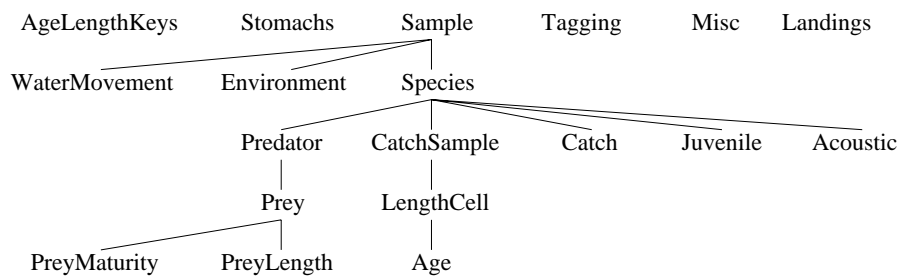 AgeLengthKeys Stomachs Sample Tagging Misc Landings
WaterMovement Environment Species
Predator CatchSample Catch Juvenile Acoustic
Prey LengthCell
PreyMaturity PreyLength Age